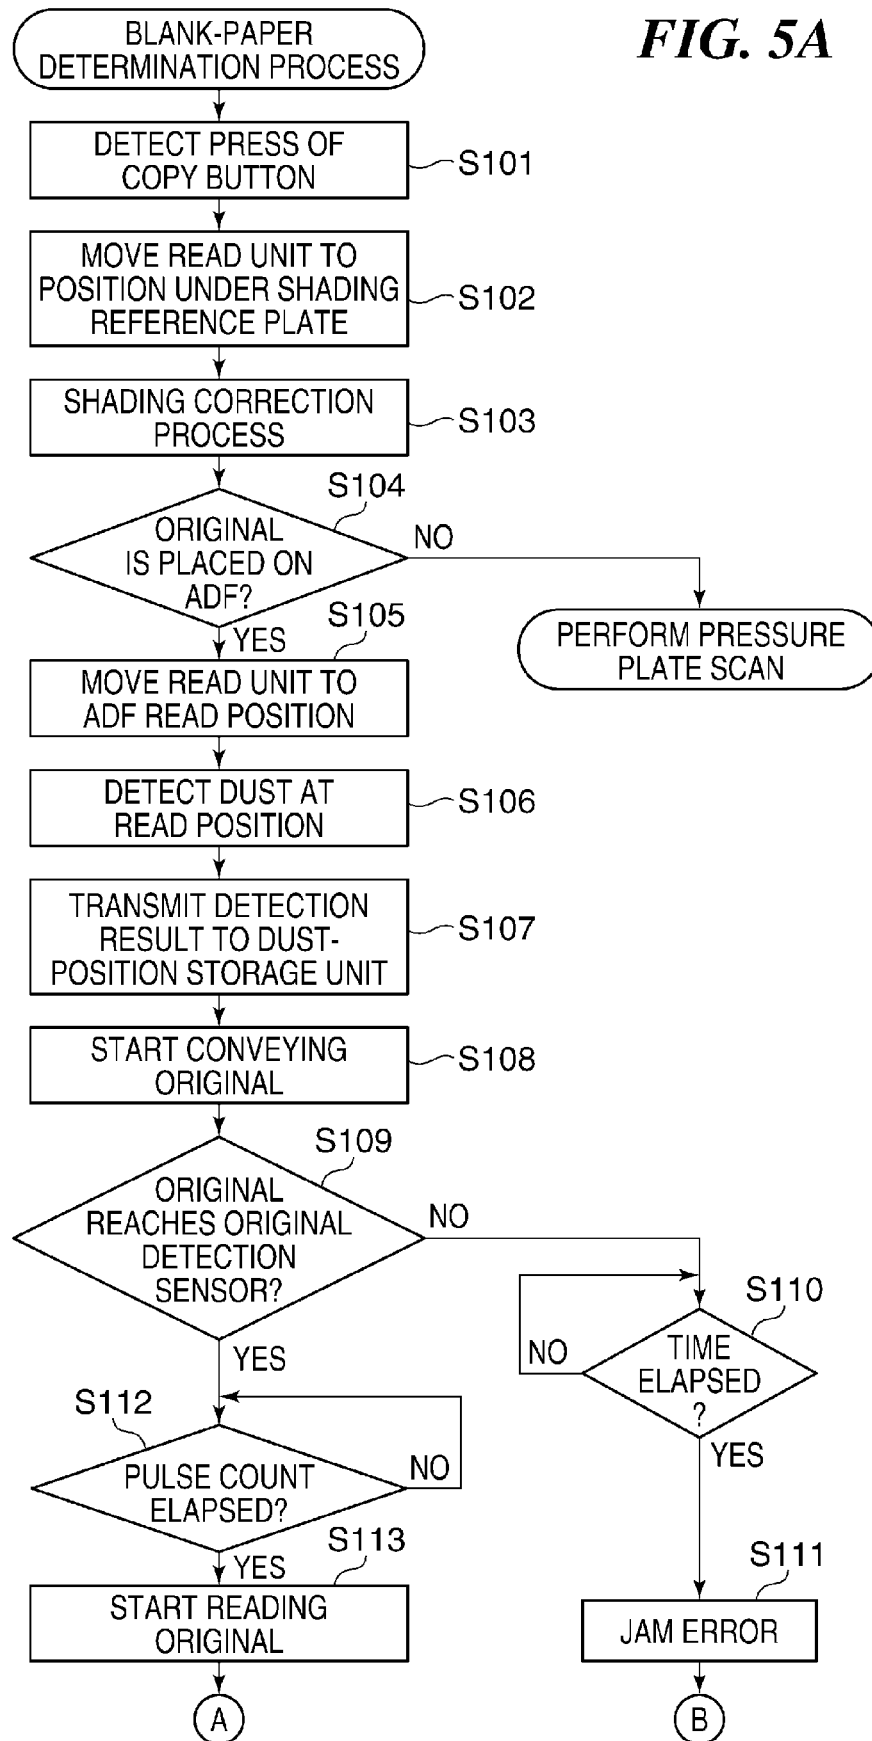 FIG. 5A
BLANK-PAPER
DETERMINATION PROCESS
DETECT PRESS OF
COPY BUTTON
S101
MOVE READ UNIT TO
POSITION UNDER SHADING
REFERENCE PLATE
S102
SHADING CORRECTION
PROCESS
S103
S104
ORIGINAL
IS PLACED ON
ADF?
NO
YES
PERFORM PRESSURE
PLATE SCAN
S105
MOVE READ UNIT TO
ADF READ POSITION
DETECT DUST AT
READ POSITION
S106
TRANSMIT DETECTION
RESULT TO DUST-
POSITION STORAGE UNIT
S107
START CONVEYING
ORIGINAL
S108
S109
ORIGINAL
REACHES ORIGINAL
DETECTION
SENSOR?
NO
YES
S110
TIME
ELAPSED
?
NO
YES
S112
PULSE COUNT
ELAPSED?
NO
YES
S113
START READING
ORIGINAL
S111
JAM ERROR
A
B